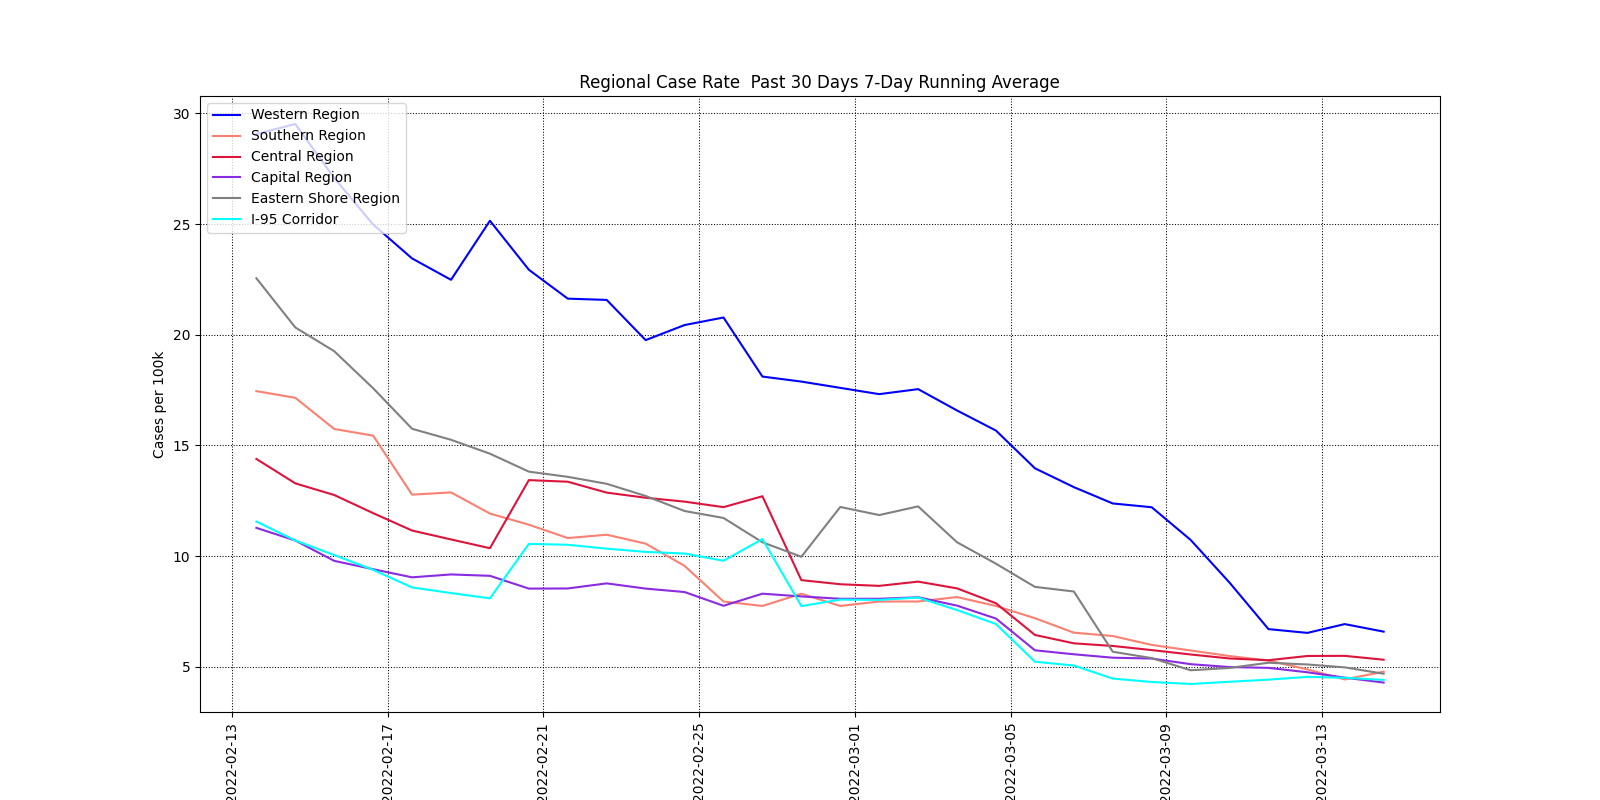 Regional Case Rate  Past 30 Days 7-Day Running Average
Western Region
Southern Region
Central Region
Capital Region
Eastern Shore Region
I-95 Corridor
Cases per 100k
30
25
20
15
10
5
2022-02-13
2022-02-17
2022-02-21
2022-02-25
2022-03-01
2022-03-05
2022-03-09
2022-03-13